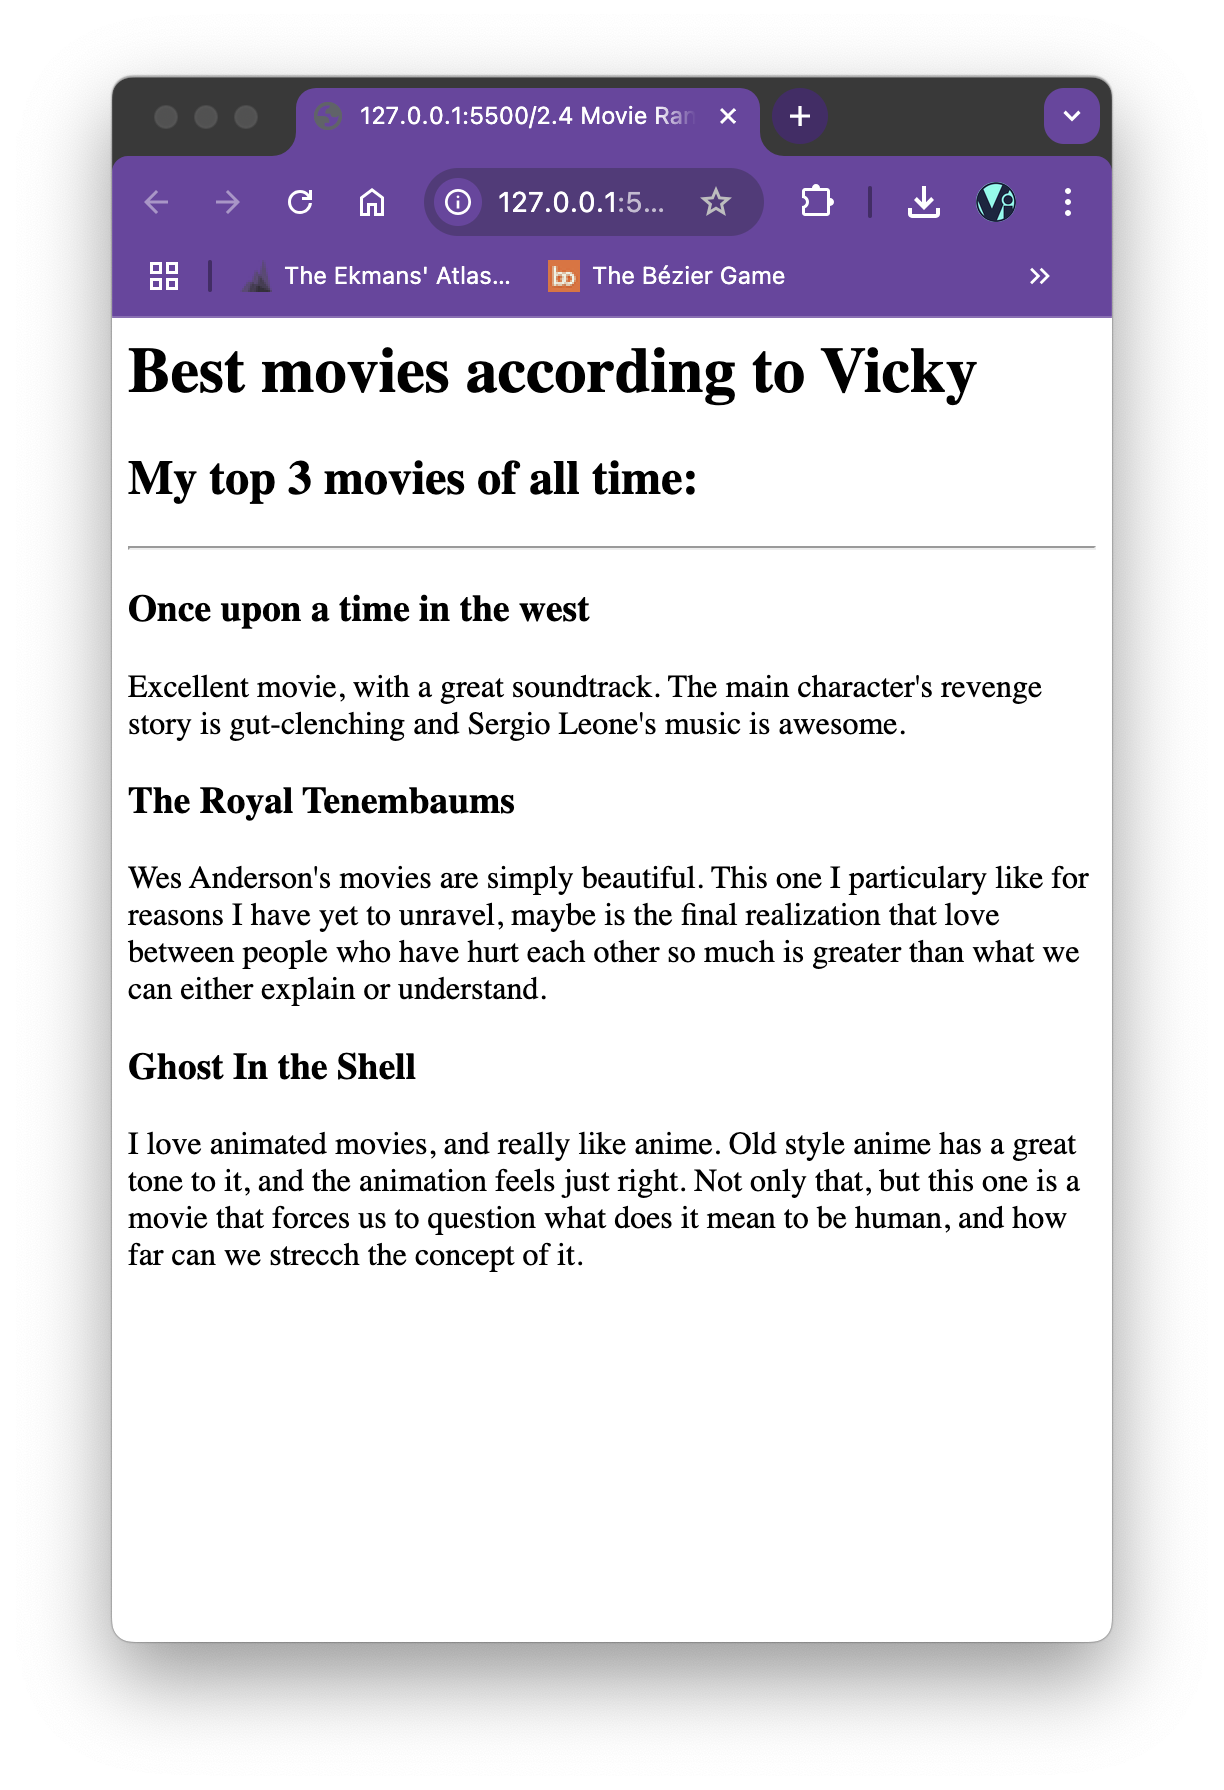 127.0.0.1:5500/2.4 Movie Ran
127.0.0.1:5...
The Ekmans' Atlas...
bo The Bézier Game
Best movies according to Vicky
My top 3 movies of all time:
Once upon a time in the west
Excellent movie, with a great soundtrack. The main character's revenge
story is gut-clenching and Sergio Leone's music is awesome.
The Royal Tenembaums
Wes Anderson's movies are simply beautiful. This one I particulary like for
reasons I have yet to unravel, maybe is the final realization that love
between people who have hurt each other so much is greater than what we
can either explain or understand.
Ghost In the Shell
I love animated movies, and really like anime. Old style anime has a great
tone to it, and the animation feels just right. Not only that, but this one is a
movie that forces us to question what does it mean to be human, and how
far can we strecch the concept of it.